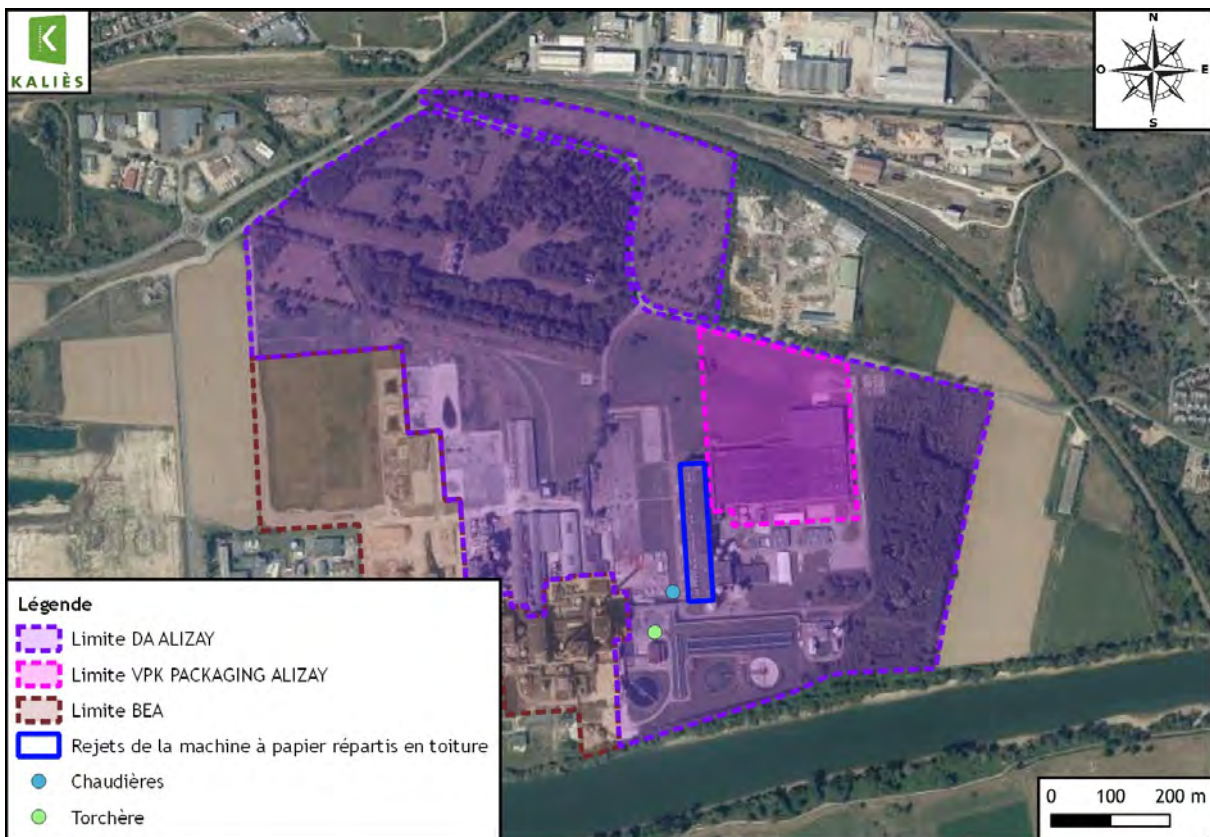 KALIÈS
N
O
E
S
Légende
Limite DA ALIZAY
Limite VPK PACKAGING ALIZAY
Limite BEA
Rejets de la machine à papier répartis en toiture
Chaudières
Torchère
0 100 200 m